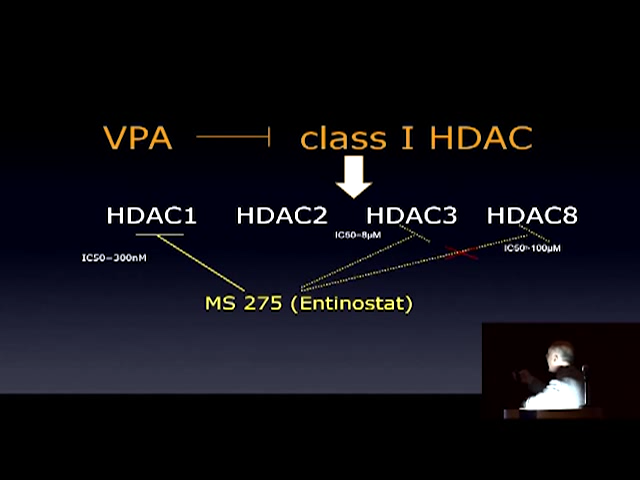 VPA class I HDAC
HDAC1 HDAC2 HDAC3 HDAC8
IC50=8µM
IC50>100µM
IC50=300nM
MS 275 (Entinostat)